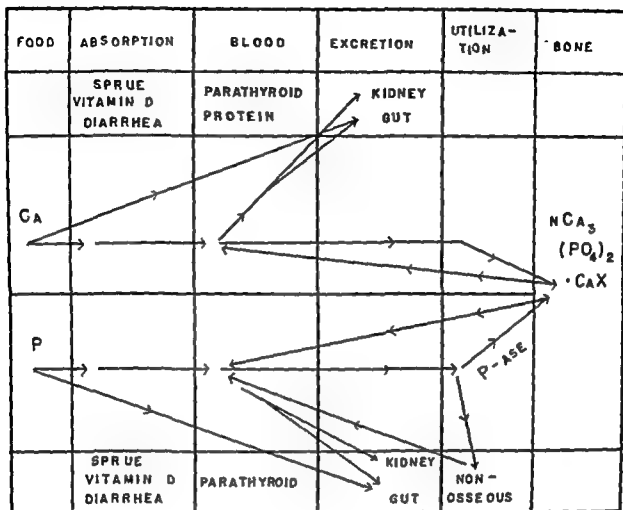 FOOD ABSORPTION BLOOD EXCRETION UTILIZA-
TION BONE
SPRUE
VITAMIN D
DIARRHEA
PARATHYROID
PROTEIN
KIDNEY
GUT
CA
NCA3
(PO4)2
·CAX
P
P-ASE
SPRUE
VITAMIN D
DIARRHEA
PARATHYROID
KIDNEY
GUT
NON-
OSSEOUS